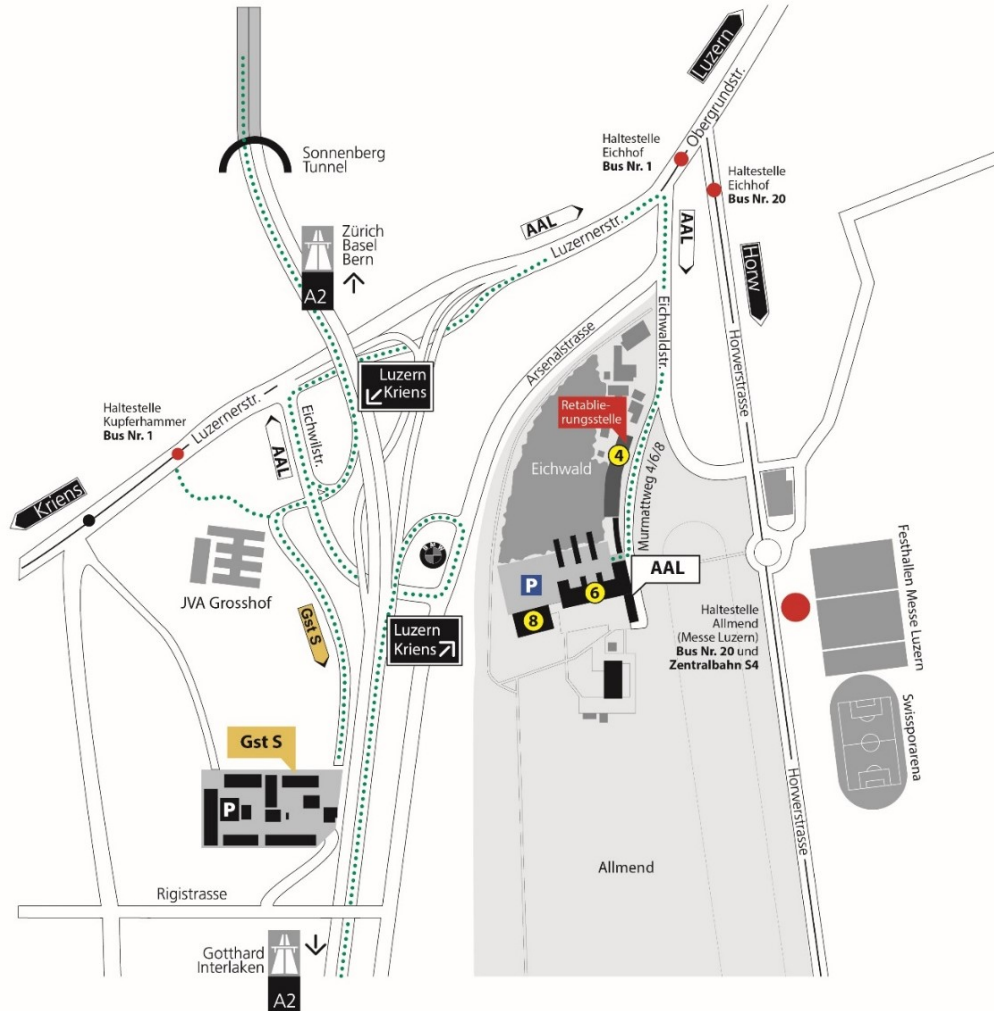 Luzern
Obergrundstr.
Haltestelle
Eichhof
Bus Nr. 1
Haltestelle
Eichhof
Bus Nr. 20
Sonnenberg
Tunnel
AAL
Luzernerstr.
AAL
Zürich
Basel
Bern
A2
Horw
Eichwaldstr.
Arsenalstrasse
Horwerstrasse
Luzern
Kriens
Haltestelle
Kupferhammer
Bus Nr. 1
Luzernerstr.
Eichwilstr.
AAL
Retablie-
rungsstelle
4
Eichwald
Murmattweg 4/6/8
Kriens
BMW
JVA Grosshof
P
6
8
AAL
Haltestelle
Allmend
(Messe Luzern)
Bus Nr. 20 und
Zentralbahn S4
Festhallen Messe Luzern
Gst S
Luzern
Kriens
Swissporarena
Gst S
P
Horwerstrasse
Allmend
Rigistrasse
Gotthard
Interlaken
A2